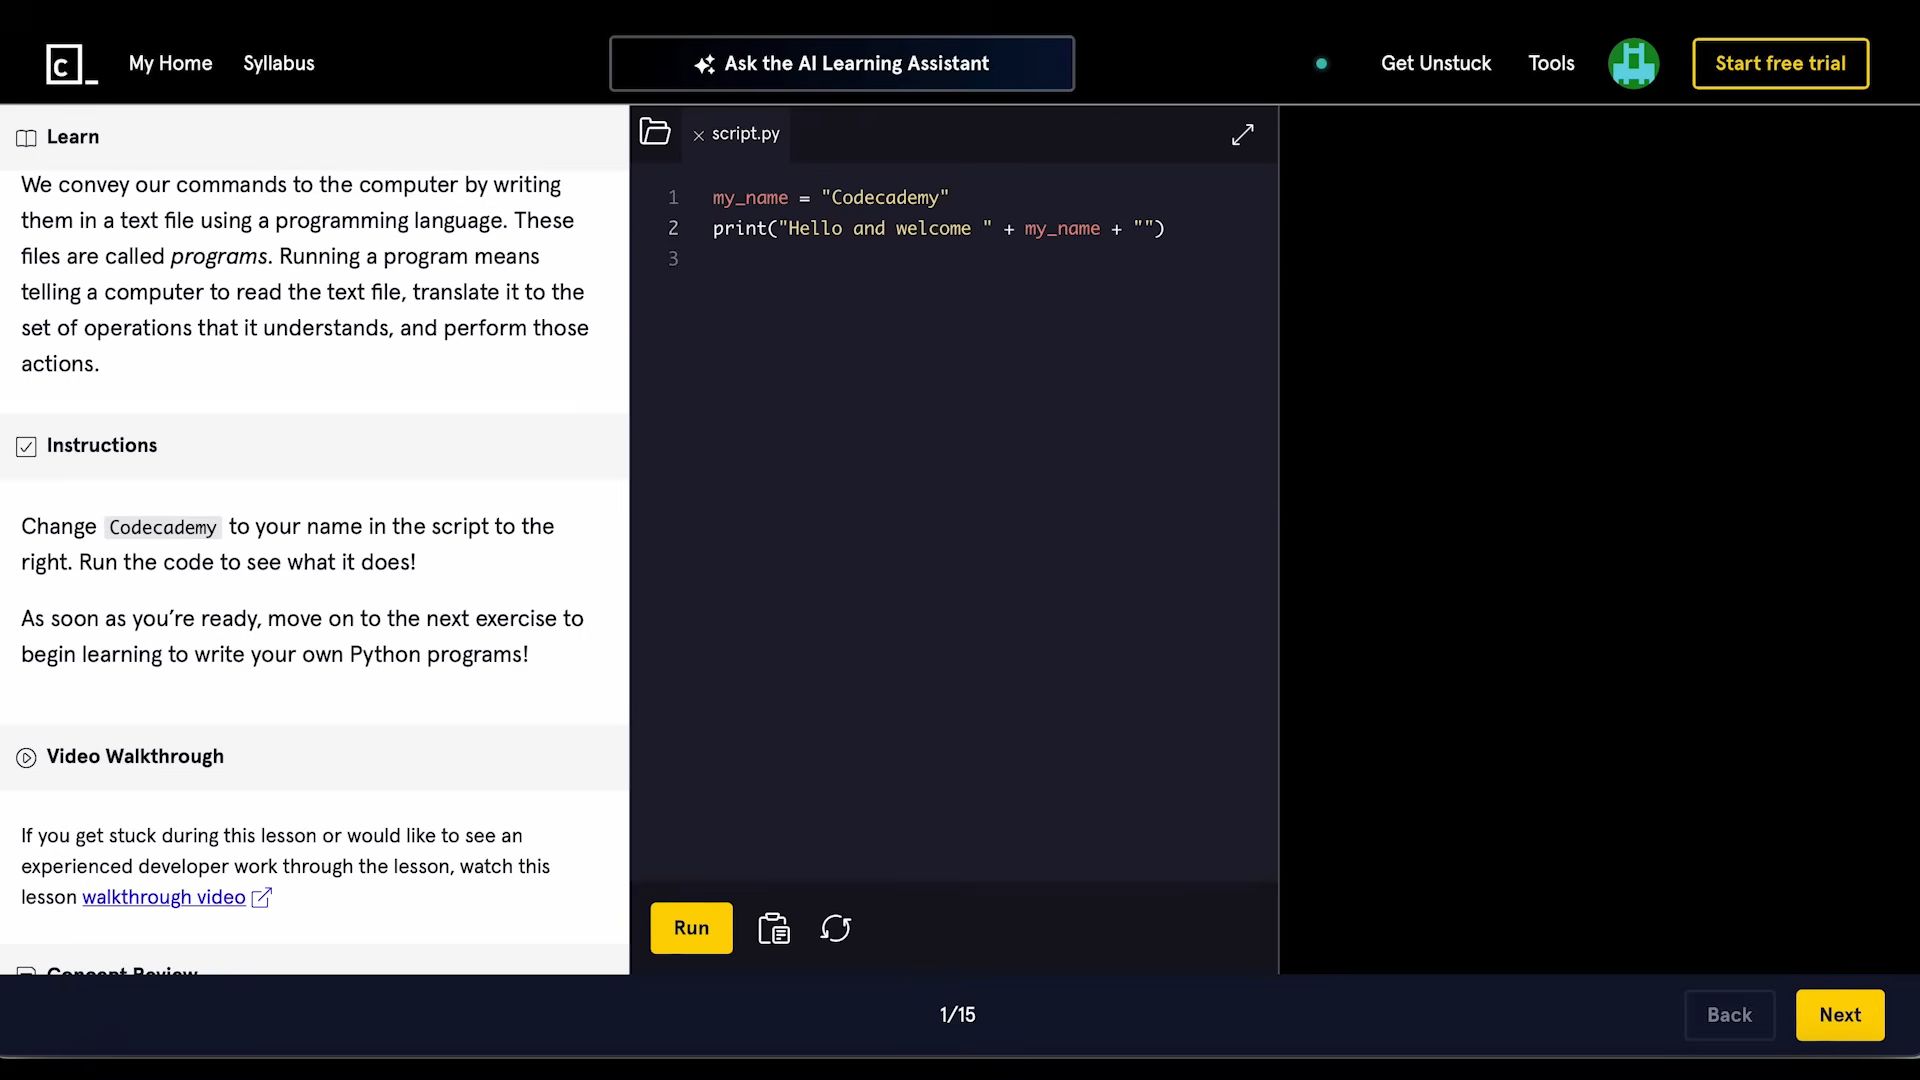 C_
My Home
Syllabus
Ask the AI Learning Assistant
Get Unstuck
Tools
Start free trial
Learn
We convey our commands to the computer by writing
them in a text file using a programming language. These
files are called programs. Running a program means
telling a computer to read the text file, translate it to the
set of operations that it understands, and perform those
actions.
Instructions
Change Codecademy to your name in the script to the
right. Run the code to see what it does!
As soon as you’re ready, move on to the next exercise to
begin learning to write your own Python programs!
Video Walkthrough
If you get stuck during this lesson or would like to see an
experienced developer work through the lesson, watch this
lesson walkthrough video
Concept Review
script.py
1 my_name = "Codecademy"
2 print("Hello and welcome " + my_name + "")
3
Run
1/15
Back
Next